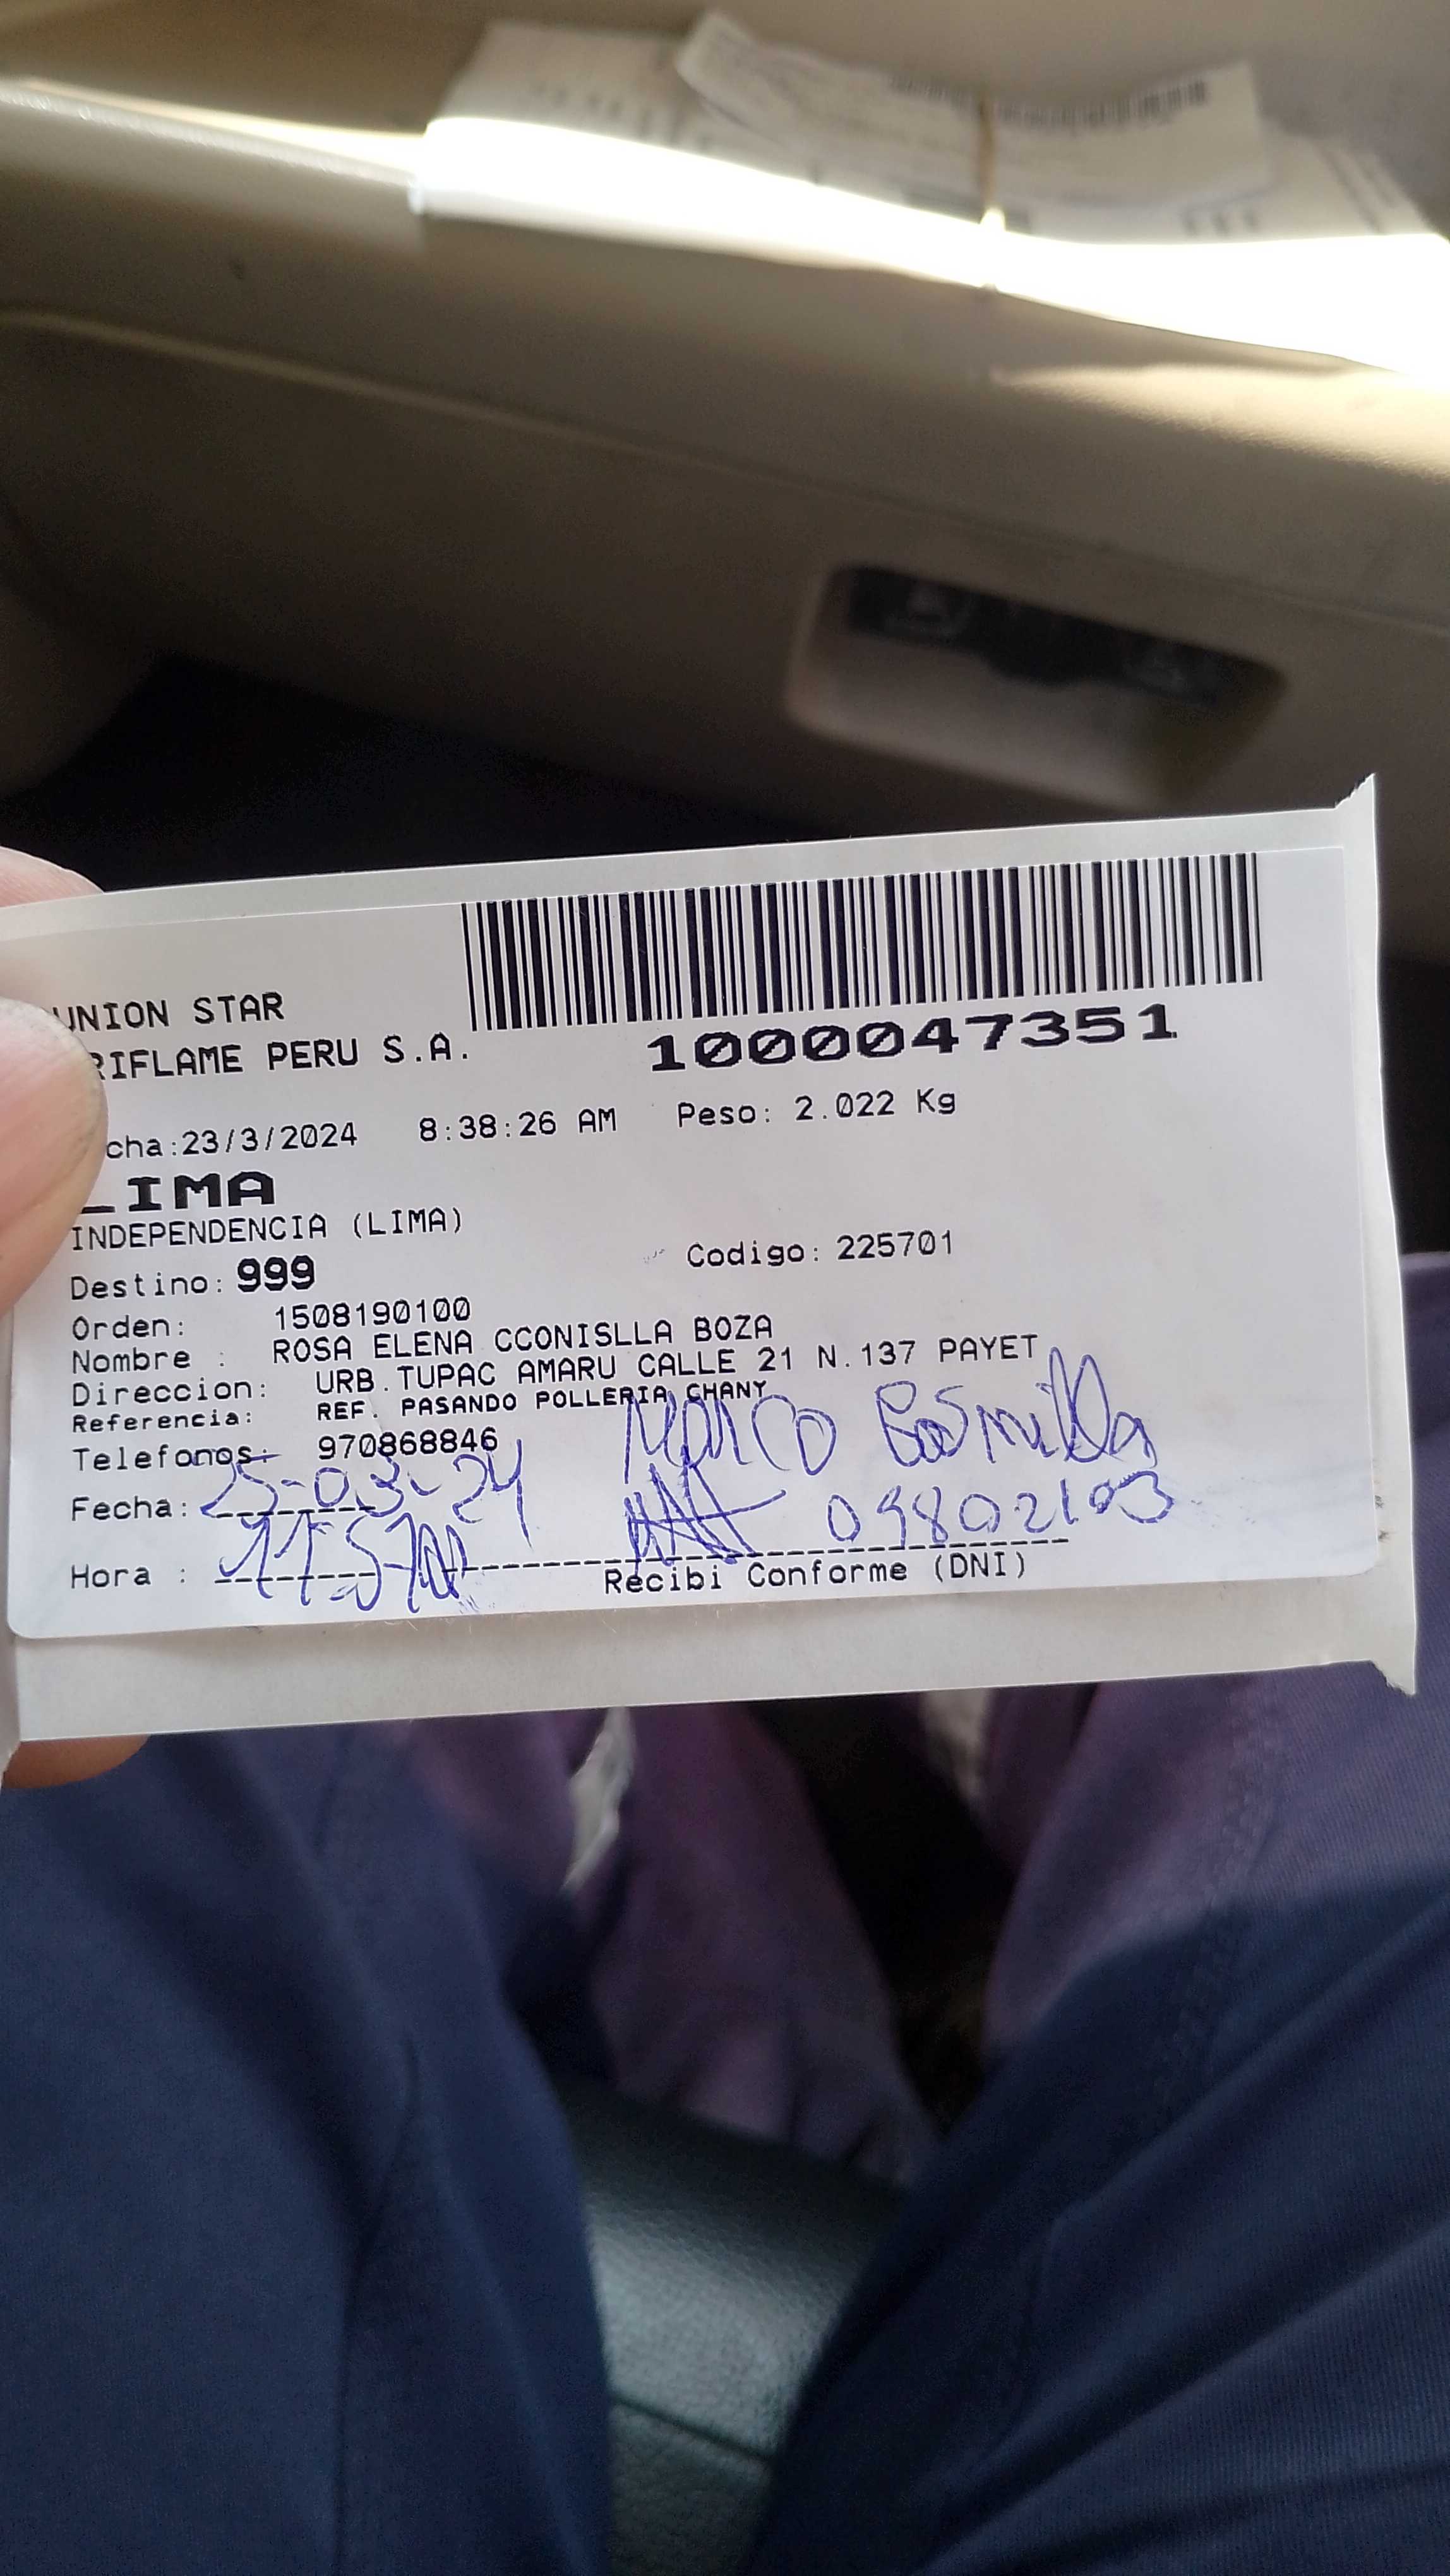 UNION STAR
RIFLAME PERU S.A.
1000047351
cha:23/3/2024 8:38:26 AM Peso: 2.022 Kg
LIMA
INDEPENDENCIA (LIMA)
Destino: 999 Codigo: 225701
Orden: 1508190100
Nombre : ROSA ELENA CCONISLLA BOZA
Direccion: URB.TUPAC AMARU CALLE 21 N.137 PAYET
Referencia: REF. PASANDO POLLERIA CHANY
Telefonos: 970868846
Marco
Fecha: 25-03-24 09802103
Hora :
Recibi Conforme (DNI)